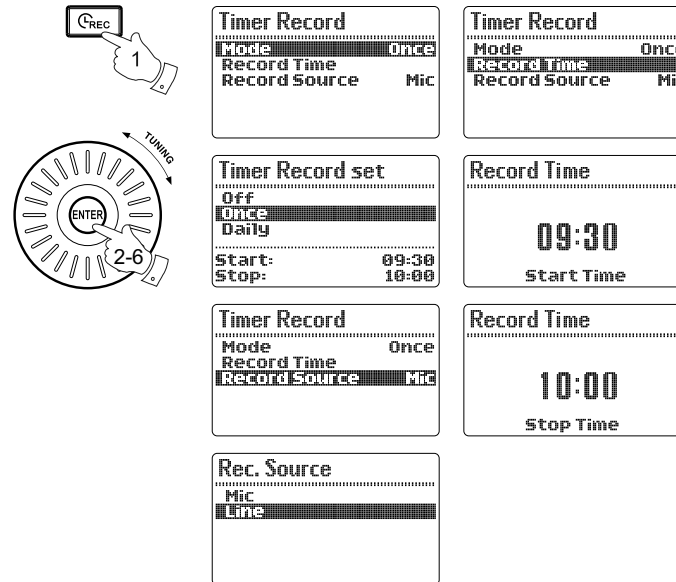 REC
1
TUNING
ENTER
2-6
Timer Record
Mode Once
Record Time
Record Source Mic
Timer Record
Mode Once
Record Time
Record Source Mi
Timer Record set
Off
Once
Daily
Start: 09:30
Stop: 10:00
Record Time
09:30
Start Time
Timer Record
Mode Once
Record Time
Record Source Mic
Record Time
10:00
Stop Time
Rec. Source
Mic
Line